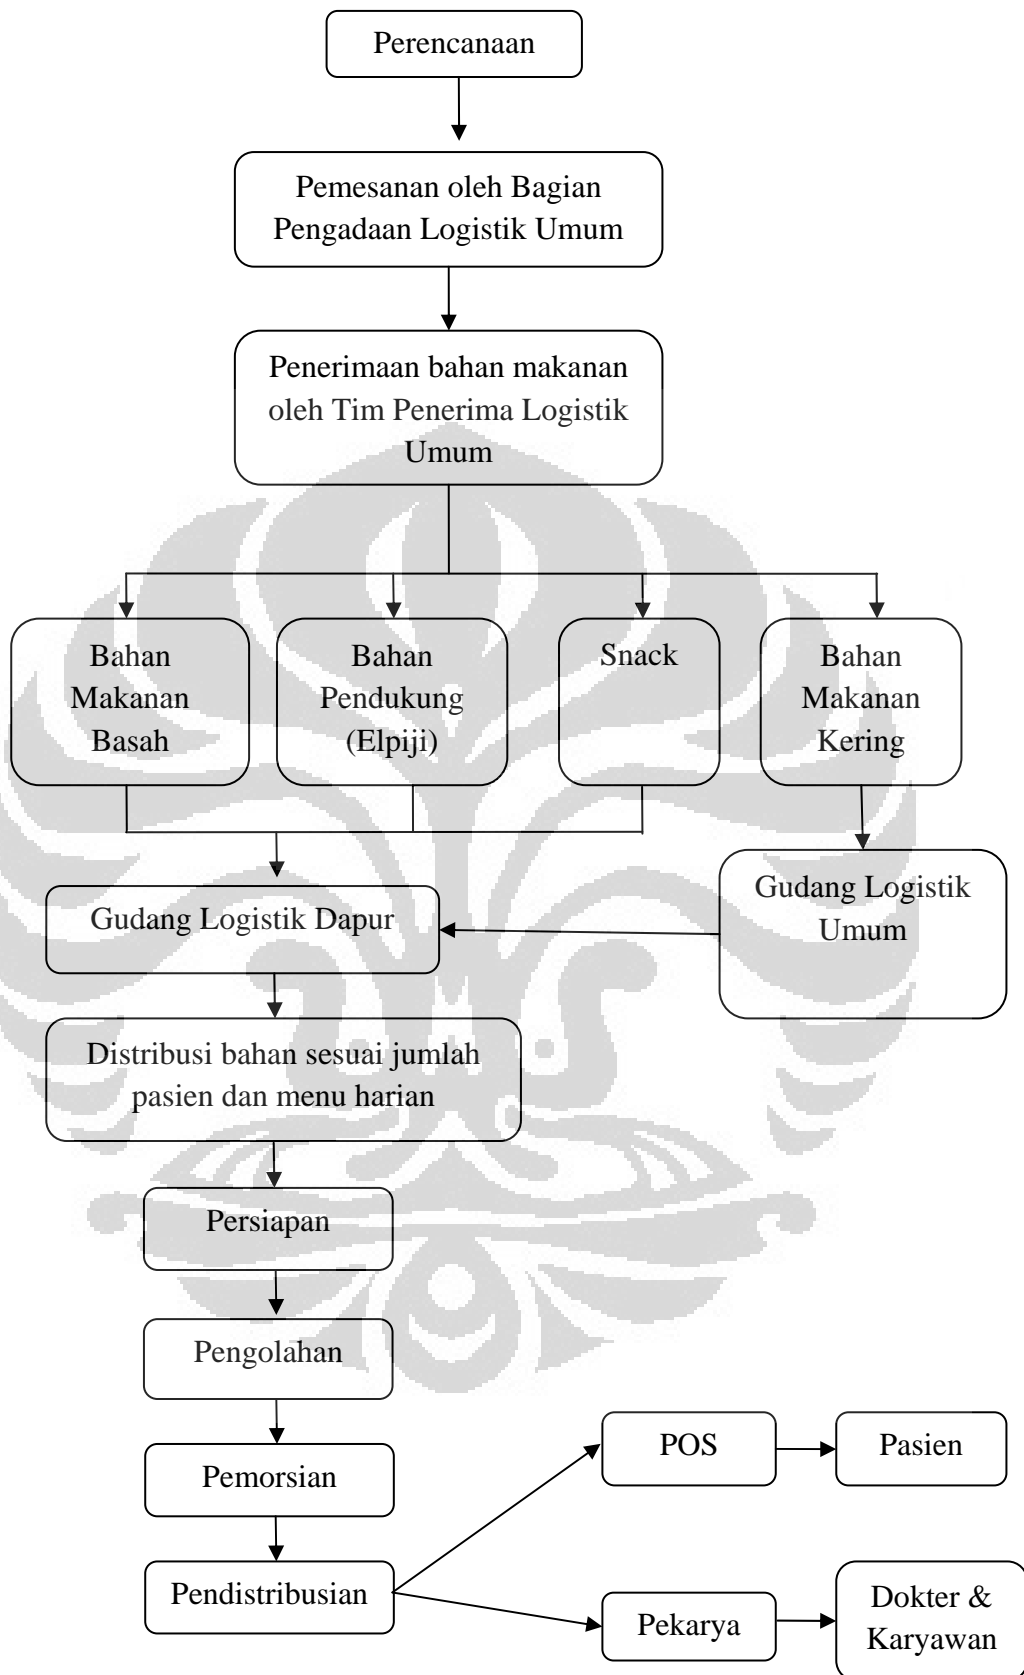 Perencanaan
Pemesanan oleh Bagian
Pengadaan Logistik Umum
Penerimaan bahan makanan
oleh Tim Penerima Logistik
Umum
Bahan
Makanan
Basah
Bahan
Pendukung
(Elpiji)
Snack
Bahan
Makanan
Kering
Gudang Logistik Dapur
Gudang Logistik
Umum
Distribusi bahan sesuai jumlah
pasien dan menu harian
Persiapan
Pengolahan
Pemorsian
Pendistribusian
POS
Pasien
Pekarya
Dokter &
Karyawan